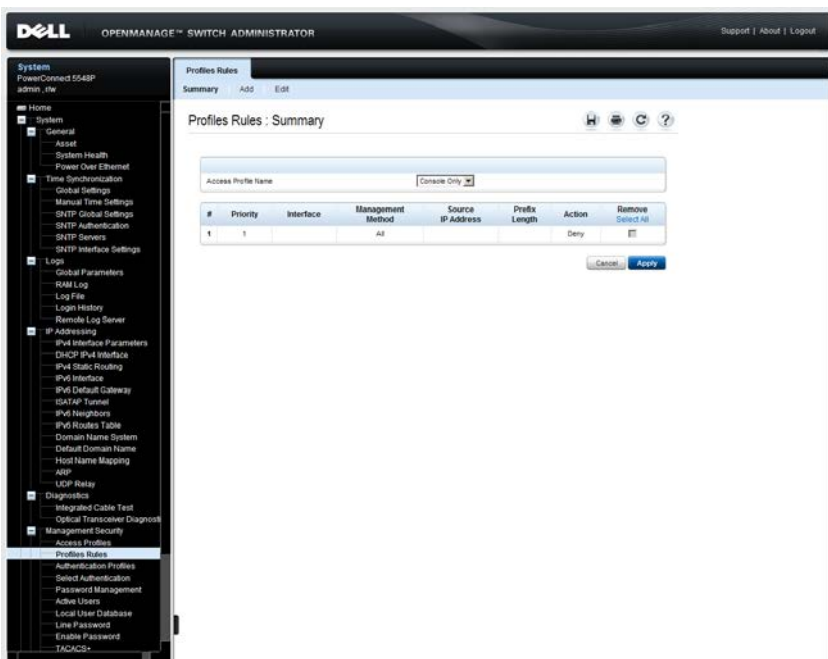 DELL OPENMANAGE™ SWITCH ADMINISTRATOR
Support | About | Logout
System
PowerConnect 5548P
admin , r/w
Home
System
General
Asset
System Health
Power Over Ethernet
Time Synchronization
Global Settings
Manual Time Settings
SNTP Global Settings
SNTP Authentication
SNTP Servers
SNTP Interface Settings
Logs
Global Parameters
RAM Log
Log File
Login History
Remote Log Server
IP Addressing
IPv4 Interface Parameters
DHCP IPv4 Interface
IPv4 Static Routing
IPv6 Interface
IPv6 Default Gateway
ISATAP Tunnel
IPv6 Neighbors
IPv6 Routes Table
Domain Name System
Default Domain Name
Host Name Mapping
ARP
UDP Relay
Diagnostics
Integrated Cable Test
Optical Transceiver Diagnosti
Management Security
Access Profiles
Profiles Rules
Authentication Profiles
Select Authentication
Password Management
Active Users
Local User Database
Line Password
Enable Password
TACACS+
Profiles Rules
Summary Add Edit
Profiles Rules : Summary
?
Access Profile Name Console Only
# Priority Interface Management Method Source IP Address Prefix Length Action Remove Select All
1 1 All Deny
Cancel Apply